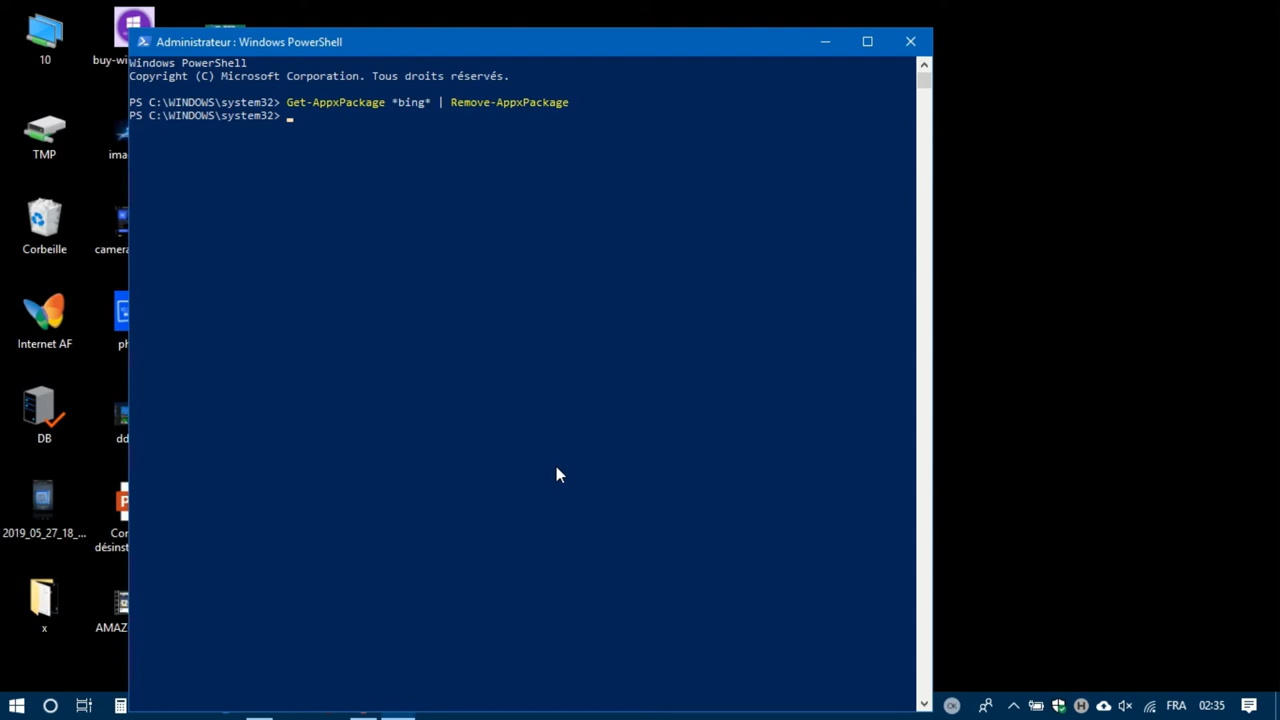 10
buy-wi
Administrateur : Windows PowerShell
Windows PowerShell
Copyright (C) Microsoft Corporation. Tous droits réservés.
PS C:\WINDOWS\system32> Get-AppxPackage *bing* | Remove-AppxPackage
PS C:\WINDOWS\system32>
TMP
ima
Corbeille
camera
Internet AF
ph
DB
dd
2019_05_27_18_...
Con
désinst
x
AMAZ
OK
FRA
02:35